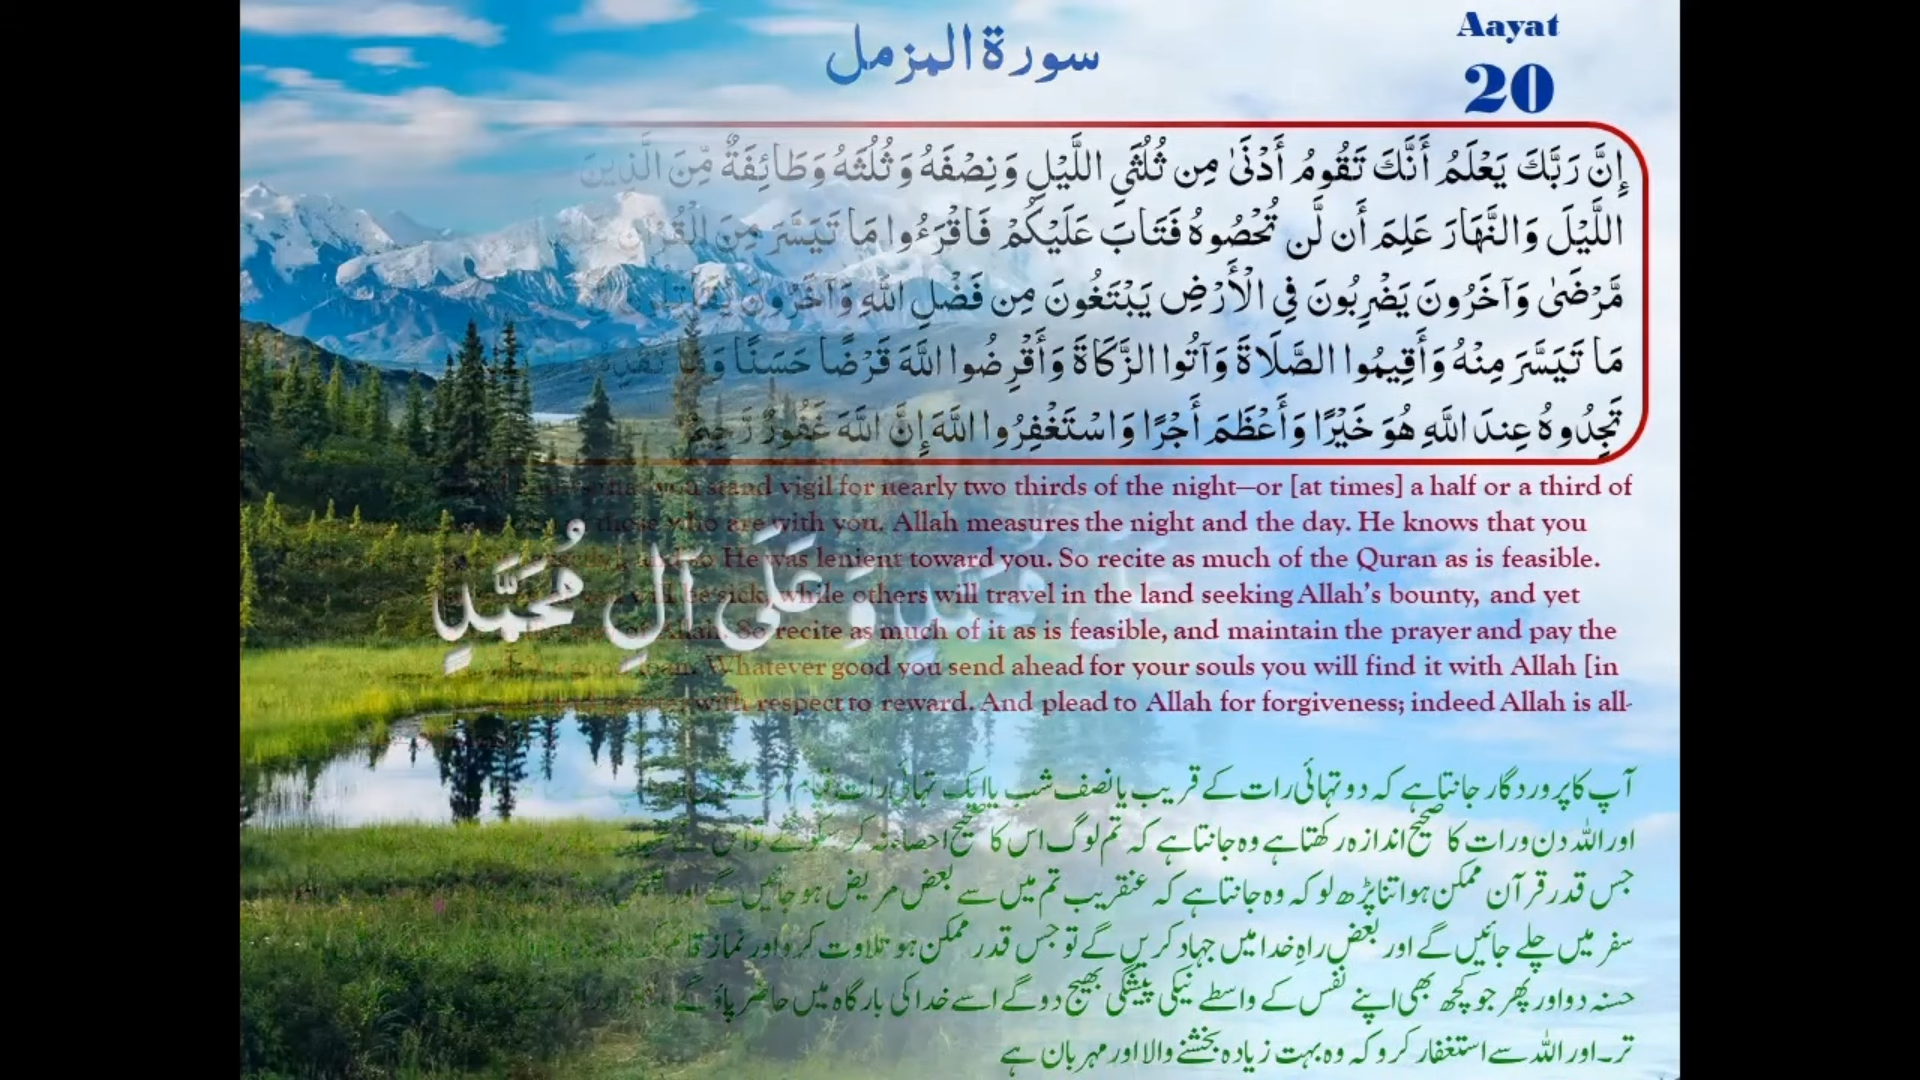 سورة المزمل
Aayat
20
إِنَّ رَبَّكَ يَعْلَمُ أَنَّكَ تَقُومُ أَدْنَىٰ مِن ثُلُثَيِ اللَّيْلِ وَنِصْفَهُ وَثُلُثَهُ وَطَائِفَةٌ مِّنَ الَّذِينَ
اللَّيْلَ وَالنَّهَارَ عَلِمَ أَن لَّن تُحْصُوهُ فَتَابَ عَلَيْكُمْ فَاقْرَءُوا مَا تَيَسَّرَ مِنَ الْقُرْآنِ
مَّرْضَىٰ وَآخَرُونَ يَضْرِبُونَ فِي الْأَرْضِ يَبْتَغُونَ مِن فَضْلِ اللَّهِ وَآخَرُونَ
مَا تَيَسَّرَ مِنْهُ وَأَقِيمُوا الصَّلَاةَ وَآتُوا الزَّكَاةَ وَأَقْرِضُوا اللَّهَ قَرْضًا حَسَنًا وَمَا
تَجِدُوهُ عِندَ اللَّهِ هُوَ خَيْرًا وَأَعْظَمَ أَجْرًا وَاسْتَغْفِرُوا اللَّهَ إِنَّ اللَّهَ غَفُورٌ رَّحِيمٌ
you stand vigil for nearly two thirds of the night—or [at times] a half or a third of
those who are with you. Allah measures the night and the day. He knows that you
He was lenient toward you. So recite as much of the Quran as is feasible.
be sick, while others will travel in the land seeking Allah's bounty, and yet
So recite as much of it as is feasible, and maintain the prayer and pay the
Whatever good you send ahead for your souls you will find it with Allah [in
with respect to reward. And plead to Allah for forgiveness; indeed Allah is all-
مُحَمَّدٍ وَعَلَى آلِ مُحَمَّدٍ
آپ کا پروردگار جانتا ہے کہ دو تہائی رات کے قریب یا نصف شب یا ایک تہائی رات قیام
اور اللہ دن و رات کا صحیح اندازہ رکھتا ہے وہ جانتا ہے کہ تم لوگ اس کا صحیح احصاء نہ کر سکو گے تو
جس قدر قرآن ممکن ہو اتنا پڑھ لو کہ وہ جانتا ہے کہ عنقریب تم میں سے بعض مریض ہو جائیں گے اور
سفر میں چلے جائیں گے اور بعض راہِ خدا میں جہاد کریں گے تو جس قدر ممکن ہو تلاوت کرو اور نماز قائم
حسنہ دو اور پھر جو کچھ بھی اپنے نفس کے واسطے نیکی پیشگی بھیج دو گے اسے خدا کی بارگاہ میں حاضر پاؤ گے
تر۔ اور اللہ سے استغفار کرو کہ وہ بہت زیادہ بخشنے والا اور مہربان ہے